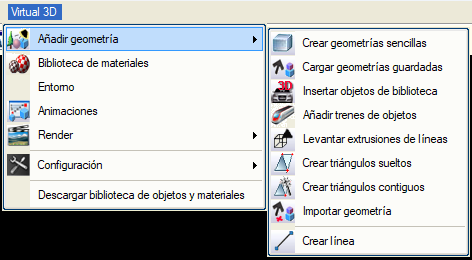 Virtual 3D
Añadir geometría
Biblioteca de materiales
Entorno
Animaciones
Render
Configuración
Descargar biblioteca de objetos y materiales
Crear geometrías sencillas
Cargar geometrías guardadas
3D
Insertar objetos de biblioteca
Añadir trenes de objetos
Levantar extrusiones de líneas
Crear triángulos sueltos
Crear triángulos contiguos
Importar geometría
Crear línea